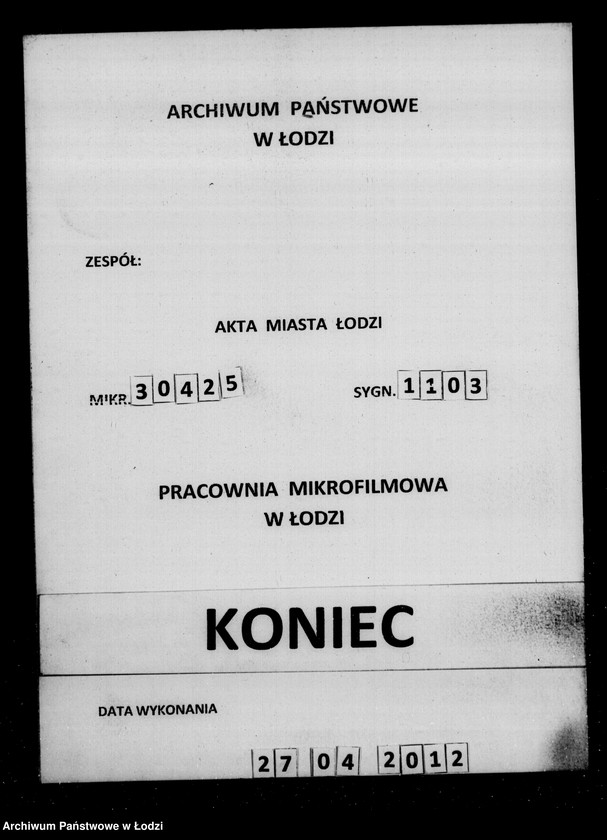 ARCHIWUM PAŃSTWOWE
W ŁODZI
ZESPÓŁ:
AKTA MIASTA ŁODZI
MIKR. 30425 SYGN. 1103
PRACOWNIA MIKROFILMOWA
W ŁODZI
KONIEC
DATA WYKONANIA
27 04 2012
Archiwum Państwowe w Łodzi